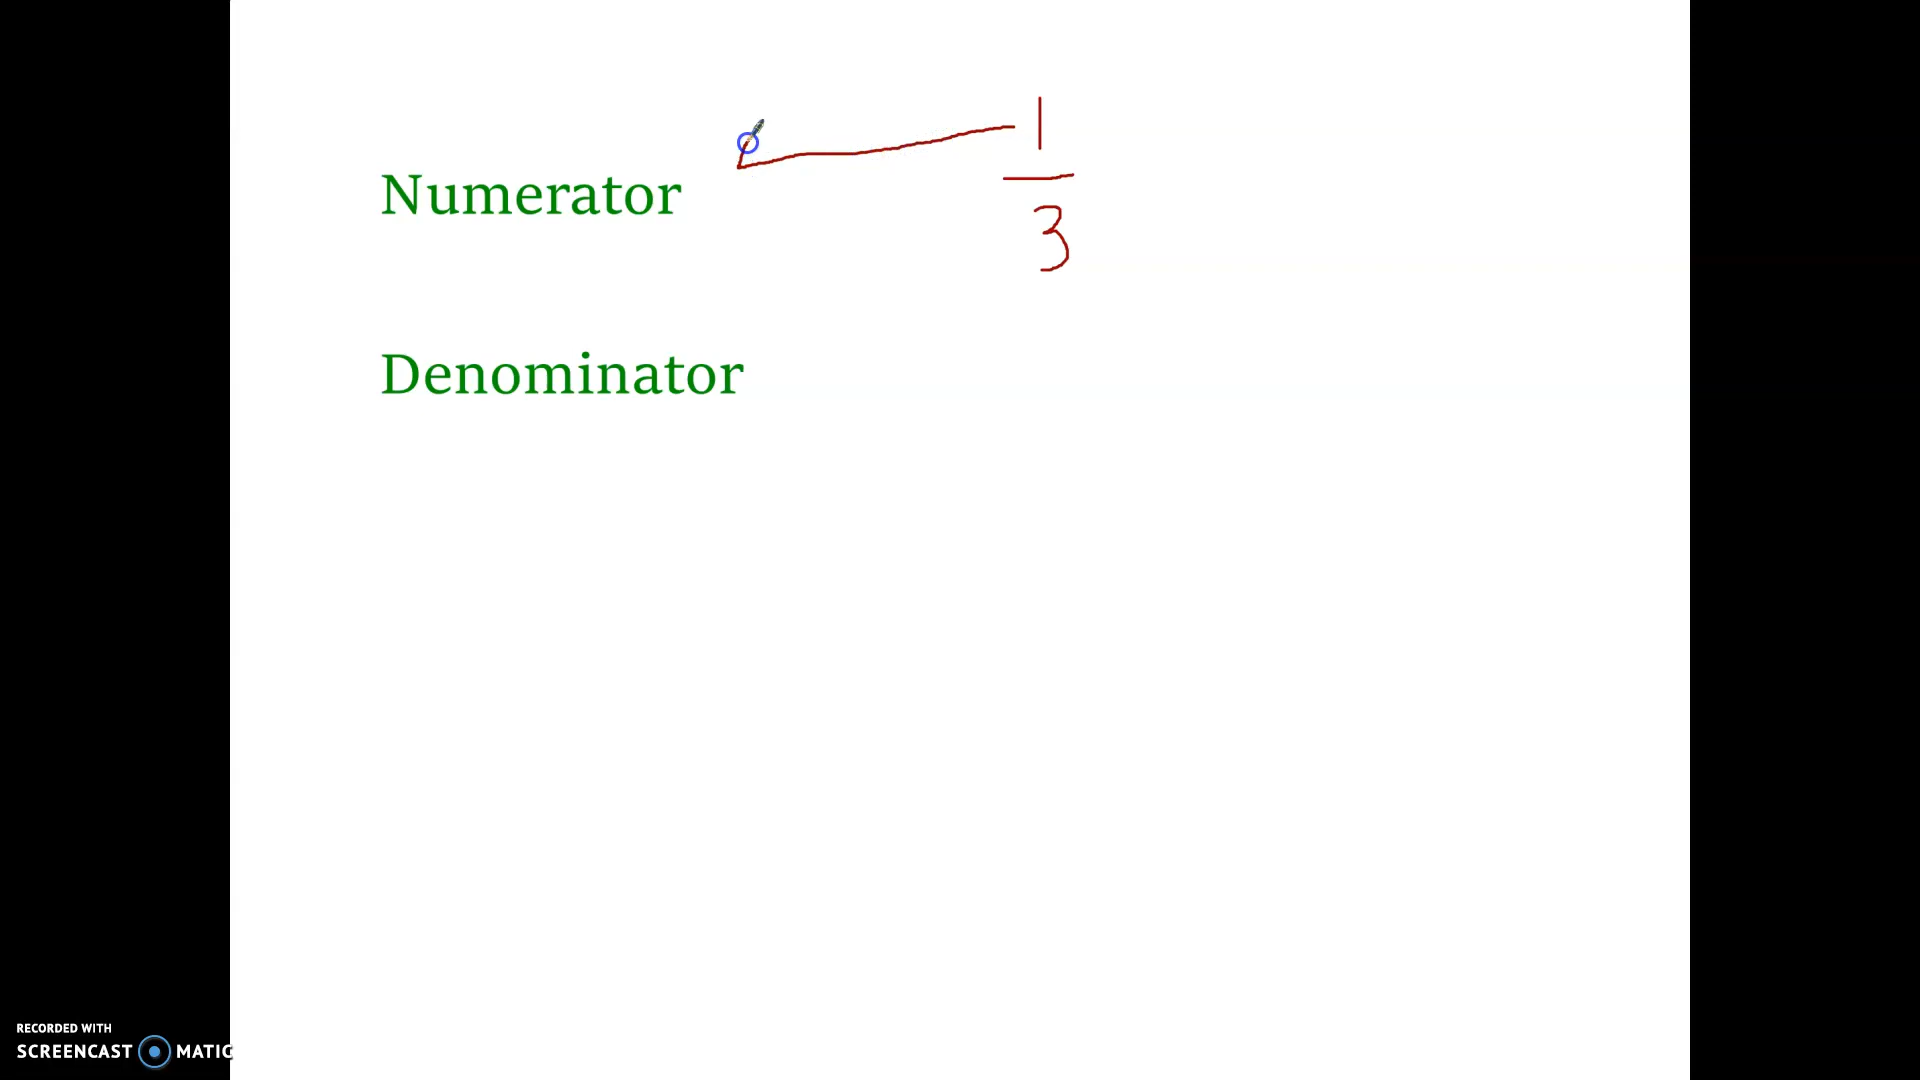 1
Numerator
3
Denominator
RECORDED WITH
SCREENCAST MATIC